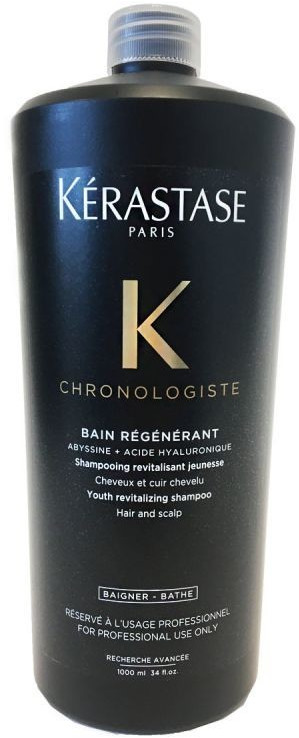 KÉRASTASE
PARIS
K
CHRONOLOGISTE
BAIN RÉGÉNÉRANT
ABYSSINE + ACIDE HYALURONIQUE
Shampooing revitalisant jeunesse
Cheveux et cuir chevelu
Youth revitalizing shampoo
Hair and scalp
BAIGNER - BATHE
RÉSERVÉ À L'USAGE PROFESSIONNEL
FOR PROFESSIONAL USE ONLY
RECHERCHE AVANCÉE
1000 ml 34 fl.oz.